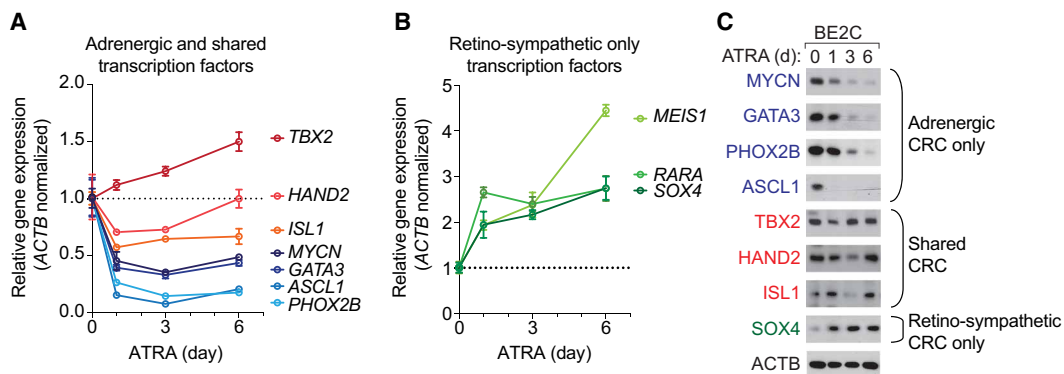 A
Adrenergic and shared
transcription factors
Relative gene expression
(ACTB normalized)
2.0
1.5
1.0
0.5
0.0
0
1
3
6
ATRA (day)
TBX2
HAND2
ISL1
MYCN
GATA3
ASCL1
PHOX2B
B
Retino-sympathetic only
transcription factors
Relative gene expression
(ACTB normalized)
5
4
3
2
1
0
0
3
6
ATRA (day)
MEIS1
RARA
SOX4
C
BE2C
ATRA (d): 0 1 3 6
MYCN
GATA3
PHOX2B
ASCL1
Adrenergic
CRC only
TBX2
HAND2
ISL1
Shared
CRC
SOX4
Retino-sympathetic
CRC only
ACTB